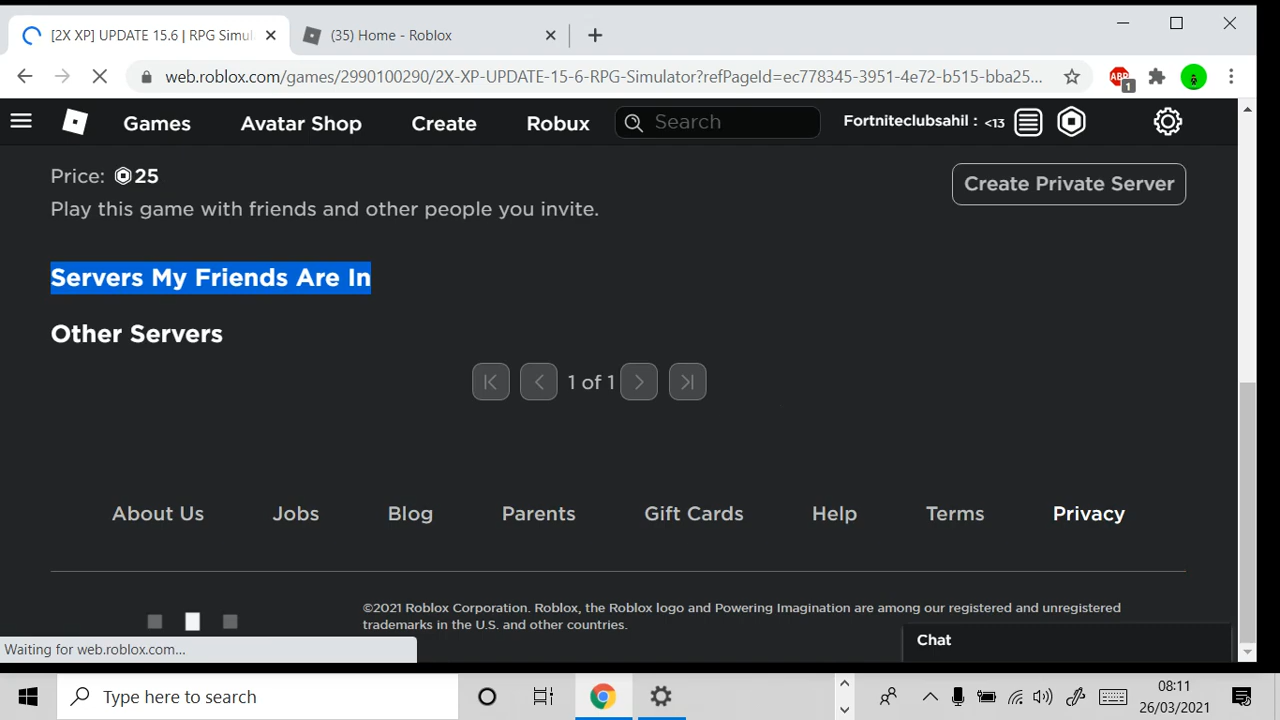 [2X XP] UPDATE 15.6 | RPG Simul
(35) Home - Roblox
web.roblox.com/games/2990100290/2X-XP-UPDATE-15-6-RPG-Simulator?refPageId=ec778345-3951-4e72-b515-bba25...
ABP
1
Games
Avatar Shop
Create
Robux
Search
Fortniteclubsahil : <13
Price: 25
Create Private Server
Play this game with friends and other people you invite.
Servers My Friends Are In
Other Servers
1 of 1
About Us
Jobs
Blog
Parents
Gift Cards
Help
Terms
Privacy
©2021 Roblox Corporation. Roblox, the Roblox logo and Powering Imagination are among our registered and unregistered
trademarks in the U.S. and other countries.
Chat
Waiting for web.roblox.com...
Type here to search
08:11
26/03/2021